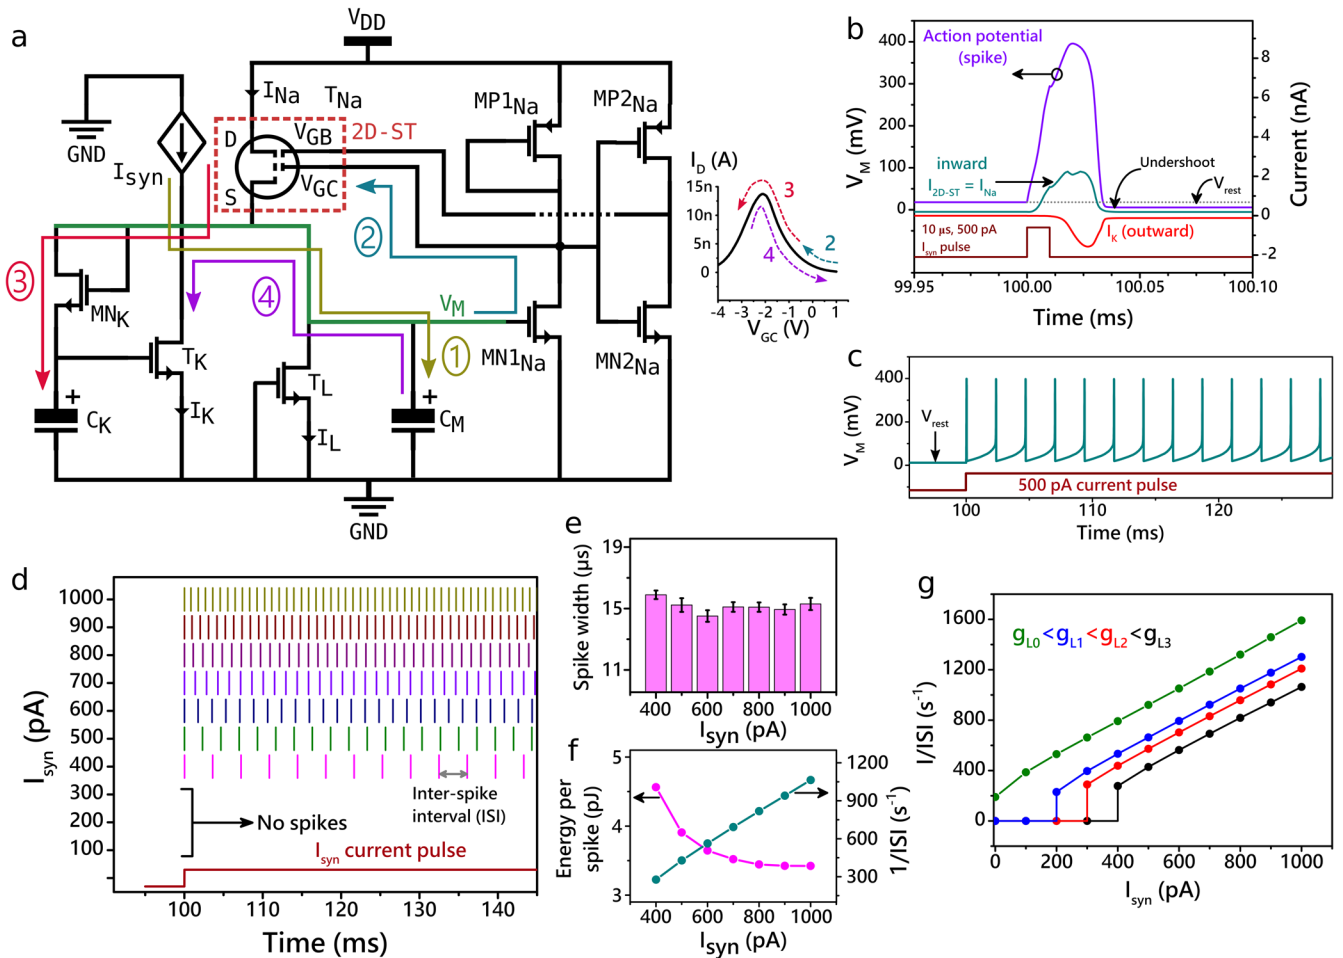 a
V_DD
GND
I_syn
I_Na
T_Na
D
S
V_GB
V_GC
2D-ST
MP1_Na
MP2_Na
1
2
3
4
V_M
MN_K
T_K
I_K
C_K
T_L
I_L
C_M
MN1_Na
MN2_Na
GND
+
+
I_D (A)
15n
10n
5n
0
3
4
2
-4 -3 -2 -1 0 1
V_GC (V)
b
V_M (mV)
400
300
200
100
0
Action potential
(spike)
inward
I_2D-ST = I_Na
Undershoot
V_rest
10 µs, 500 pA
I_syn pulse
I_K (outward)
8
6
4
2
0
-2
Current (nA)
99.95 100.00 100.05 100.10
Time (ms)
c
V_M (mV)
400
200
0
V_rest
500 pA current pulse
100 110 120
Time (ms)
d
I_syn (pA)
1000
900
800
700
600
500
400
300
200
100
Inter-spike
interval (ISI)
No spikes
I_syn current pulse
100 110 120 130 140
Time (ms)
e
Spike width (µs)
19
15
11
400 600 800 1000
I_syn (pA)
f
Energy per
spike (pJ)
5
4
3
1200
900
600
300
1/ISI (s⁻¹)
400 600 800 1000
I_syn (pA)
g
I/ISI (s⁻¹)
1600
1200
800
400
0
g_L0<g_L1<g_L2<g_L3
0 200 400 600 800 1000
I_syn (pA)